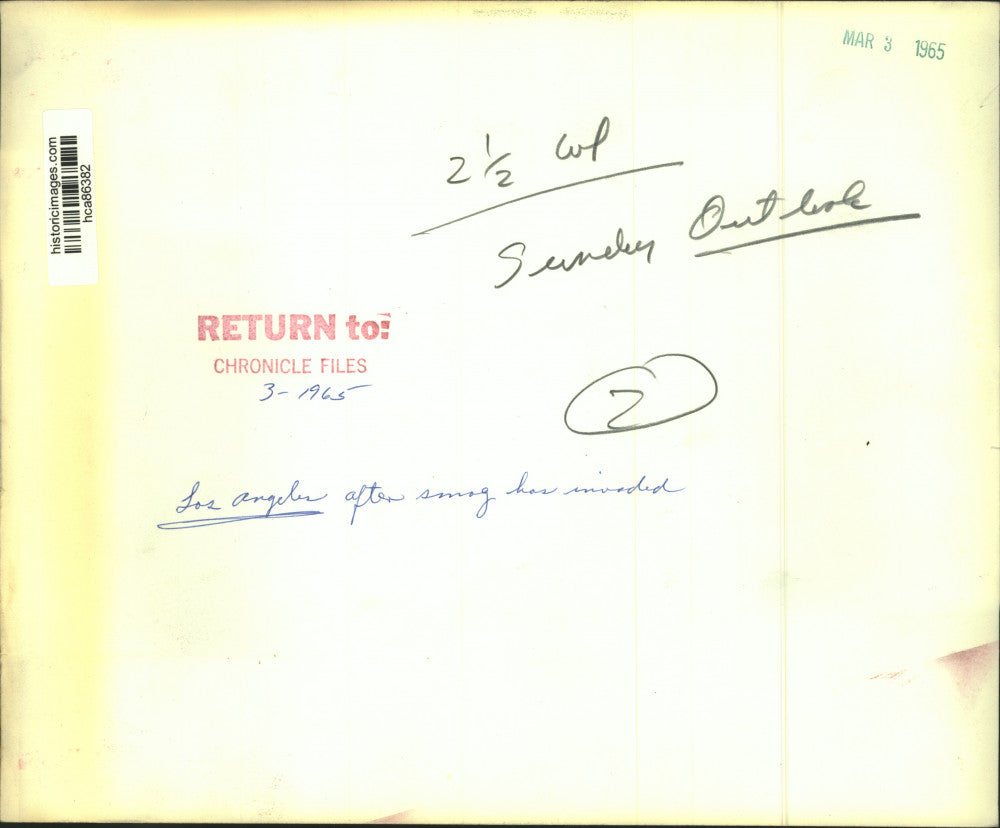 MAR 3 1965
historicimages.com
hca86382
2 1/2 col
Sunday Outlook
RETURN to:
CHRONICLE FILES
3-1965
2
Los Angeles after smog has invaded